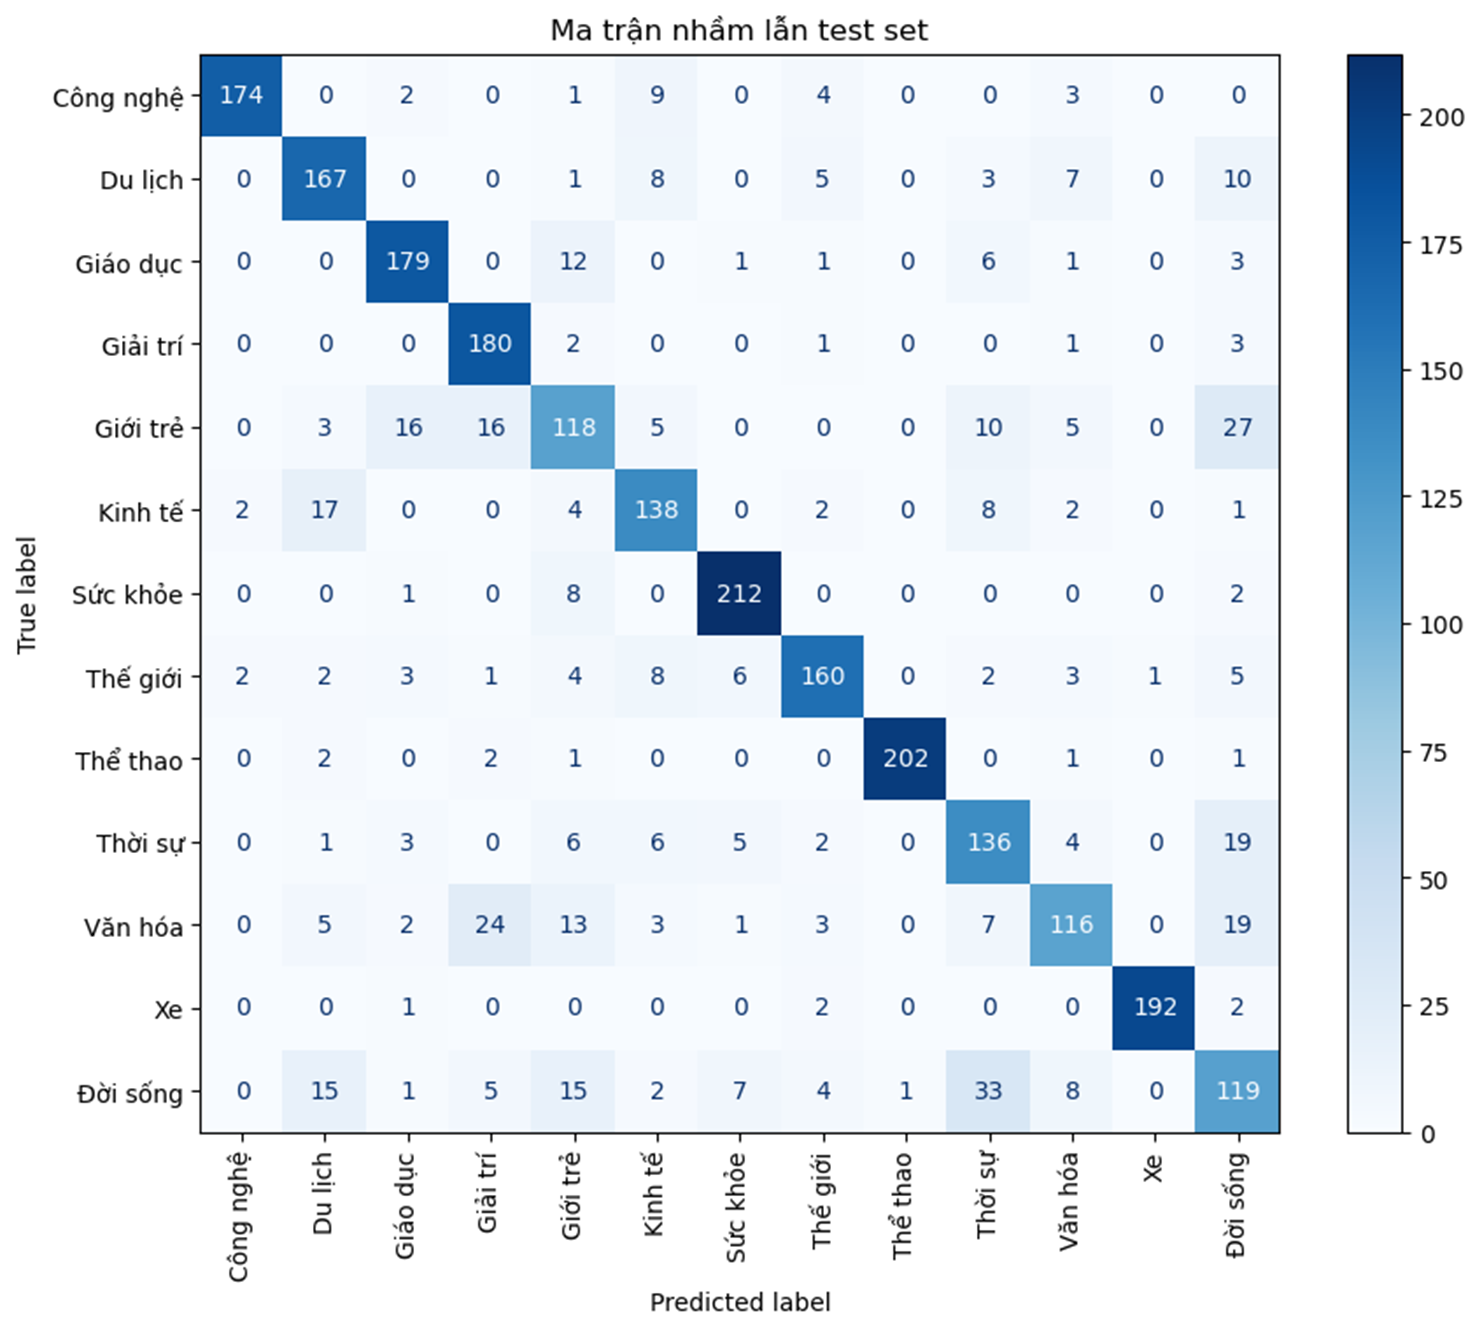 Ma trận nhầm lẫn test set
Công nghệ 174 0 2 0 1 9 0 4 0 0 3 0 0
Du lịch 0 167 0 0 1 8 0 5 0 3 7 0 10
Giáo dục 0 0 179 0 12 0 1 1 0 6 1 0 3
Giải trí 0 0 0 180 2 0 0 1 0 0 1 0 3
Giới trẻ 0 3 16 16 118 5 0 0 0 10 5 0 27
Kinh tế 2 17 0 0 4 138 0 2 0 8 2 0 1
Sức khỏe 0 0 1 0 8 0 212 0 0 0 0 0 2
Thế giới 2 2 3 1 4 8 6 160 0 2 3 1 5
Thể thao 0 2 0 2 1 0 0 0 202 0 1 0 1
Thời sự 0 1 3 0 6 6 5 2 0 136 4 0 19
Văn hóa 0 5 2 24 13 3 1 3 0 7 116 0 19
Xe 0 0 1 0 0 0 0 2 0 0 0 192 2
Đời sống 0 15 1 5 15 2 7 4 1 33 8 0 119
Công nghệ Du lịch Giáo dục Giải trí Giới trẻ Kinh tế Sức khỏe Thế giới Thể thao Thời sự Văn hóa Xe Đời sống
Predicted label
True label
200
175
150
125
100
75
50
25
0